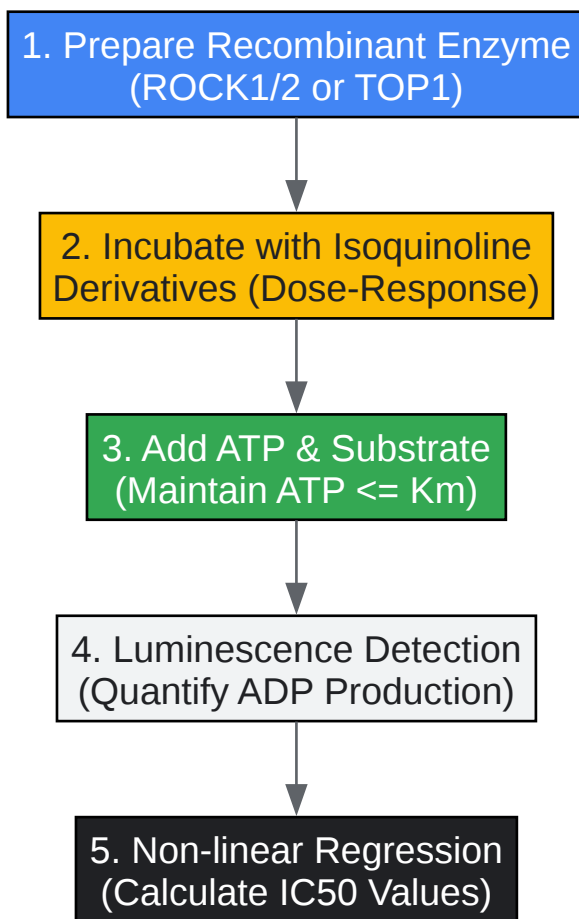 1. Prepare Recombinant Enzyme
(ROCK1/2 or TOP1)
2. Incubate with Isoquinoline
Derivatives (Dose-Response)
3. Add ATP & Substrate
(Maintain ATP <= Km)
4. Luminescence Detection
(Quantify ADP Production)
5. Non-linear Regression
(Calculate IC50 Values)